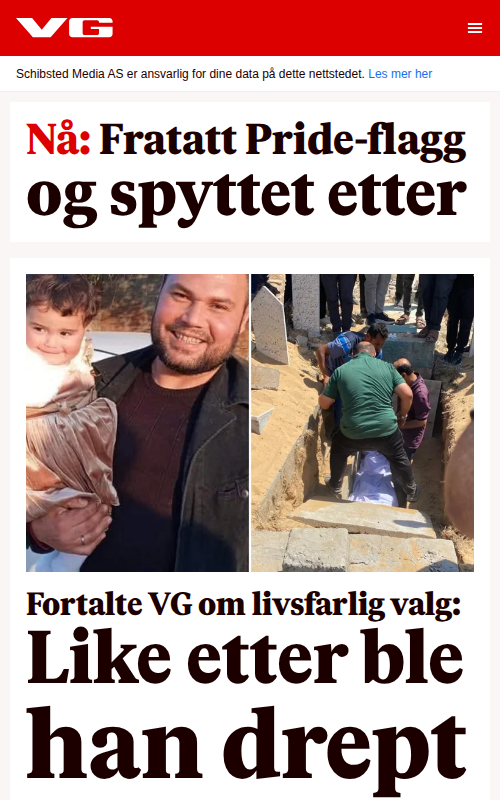 VG
Schibsted Media AS er ansvarlig for dine data på dette nettstedet. Les mer her
Nå: Fratatt Pride-flagg
og spyttet etter
Fortalte VG om livsfarlig valg:
Like etter ble
han drept